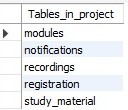 Tables_in_project
modules
notifications
recordings
registration
study_material